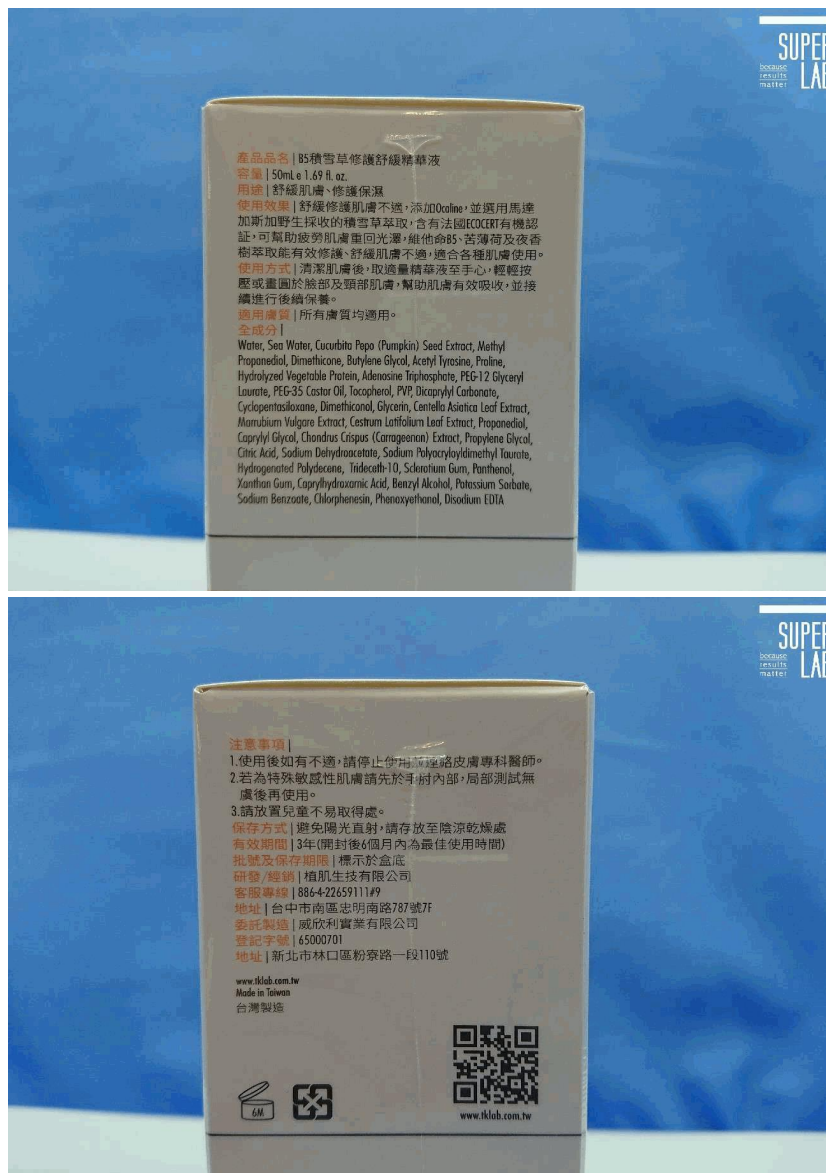 SUPER
because
results
matter
LAB
產品品名|B5積雪草修護舒緩精華液
容量|50mL e 1.69 fl. oz.
用途|舒緩肌膚、修護保濕
使用效果|舒緩修護肌膚不適,添加Ocaline,並選用馬達
加斯加野生採收的積雪草萃取,含有法國ECOCERT有機認
証,可幫助疲勞肌膚重回光澤,維他命B5、苦薄荷及夜香
樹萃取能有效修護、舒緩肌膚不適,適合各種肌膚使用。
使用方式|清潔肌膚後,取適量精華液至手心,輕輕按
壓或畫圓於臉部及頸部肌膚,幫助肌膚有效吸收,並接
續進行後續保養。
適用膚質|所有膚質均適用。
全成分|
Water, Sea Water, Cucurbita Pepo (Pumpkin) Seed Extract, Methyl
Propanediol, Dimethicone, Butylene Glycol, Acetyl Tyrosine, Proline,
Hydrolyzed Vegetable Protein, Adenosine Triphosphate, PEG-12 Glyceryl
Laurate, PEG-35 Castor Oil, Tocopherol, PVP, Dicaprylyl Carbonate,
Cyclopentasiloxane, Dimethiconol, Glycerin, Centella Asiatica Leaf Extract,
Marrubium Vulgare Extract, Cestrum Latifolium Leaf Extract, Propanediol,
Caprylyl Glycol, Chondrus Crispus (Carrageenan) Extract, Propylene Glycol,
Citric Acid, Sodium Dehydroacetate, Sodium Polyacryloyldimethyl Taurate,
Hydrogenated Polydecene, Trideceth-10, Sclerotium Gum, Panthenol,
Xanthan Gum, Caprylhydroxamic Acid, Benzyl Alcohol, Potassium Sorbate,
Sodium Benzoate, Chlorphenesin, Phenoxyethanol, Disodium EDTA
SUPER
because
results
matter
LAB
注意事項|
1.使用後如有不適,請停止使用並連絡皮膚專科醫師。
2.若為特殊敏感性肌膚請先於手肘內部,局部測試無
虞後再使用。
3.請放置兒童不易取得處。
保存方式|避免陽光直射,請存放至陰涼乾燥處
有效期間|3年(開封後6個月內為最佳使用時間)
批號及保存期限|標示於盒底
研發/經銷|植肌生技有限公司
客服專線|886-4-22659111#9
地址|台中市南區忠明南路787號7F
委託製造|威欣利實業有限公司
登記字號|65000701
地址|新北市林口區粉寮路一段110號
www.tklab.com.tw
Made in Taiwan
台灣製造
6M
www.tklab.com.tw